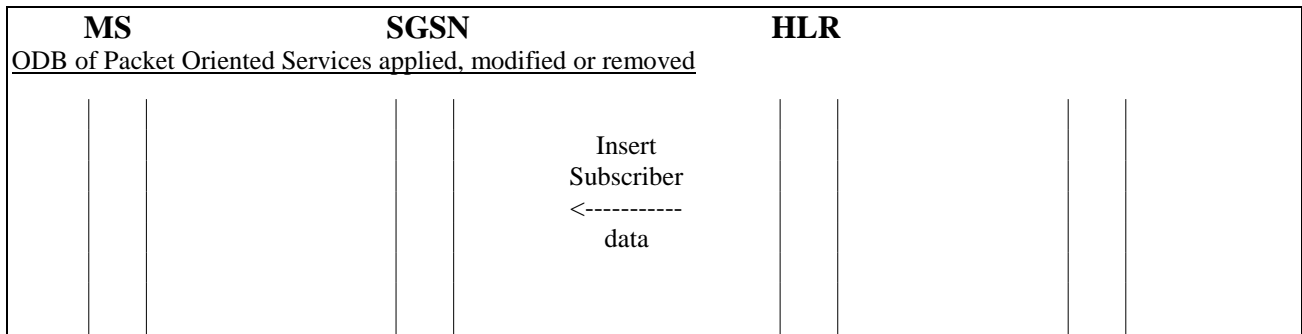 MS SGSN HLR
ODB of Packet Oriented Services applied, modified or removed
Insert
Subscriber
<-----------
data